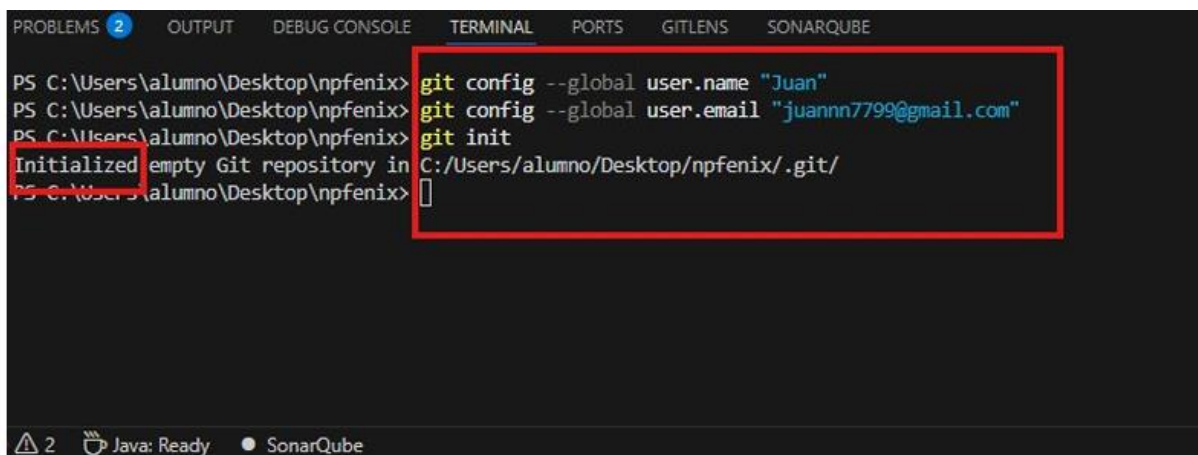 PROBLEMS 2 OUTPUT DEBUG CONSOLE TERMINAL PORTS GITLENS SONARQUBE
PS C:\Users\alumno\Desktop\npfenix> git config --global user.name "Juan"
PS C:\Users\alumno\Desktop\npfenix> git config --global user.email "juannn7799@gmail.com"
PS C:\Users\alumno\Desktop\npfenix> git init
Initialized empty Git repository in C:/Users/alumno/Desktop/npfenix/.git/
PS C:\Users\alumno\Desktop\npfenix>
2 Java: Ready SonarQube